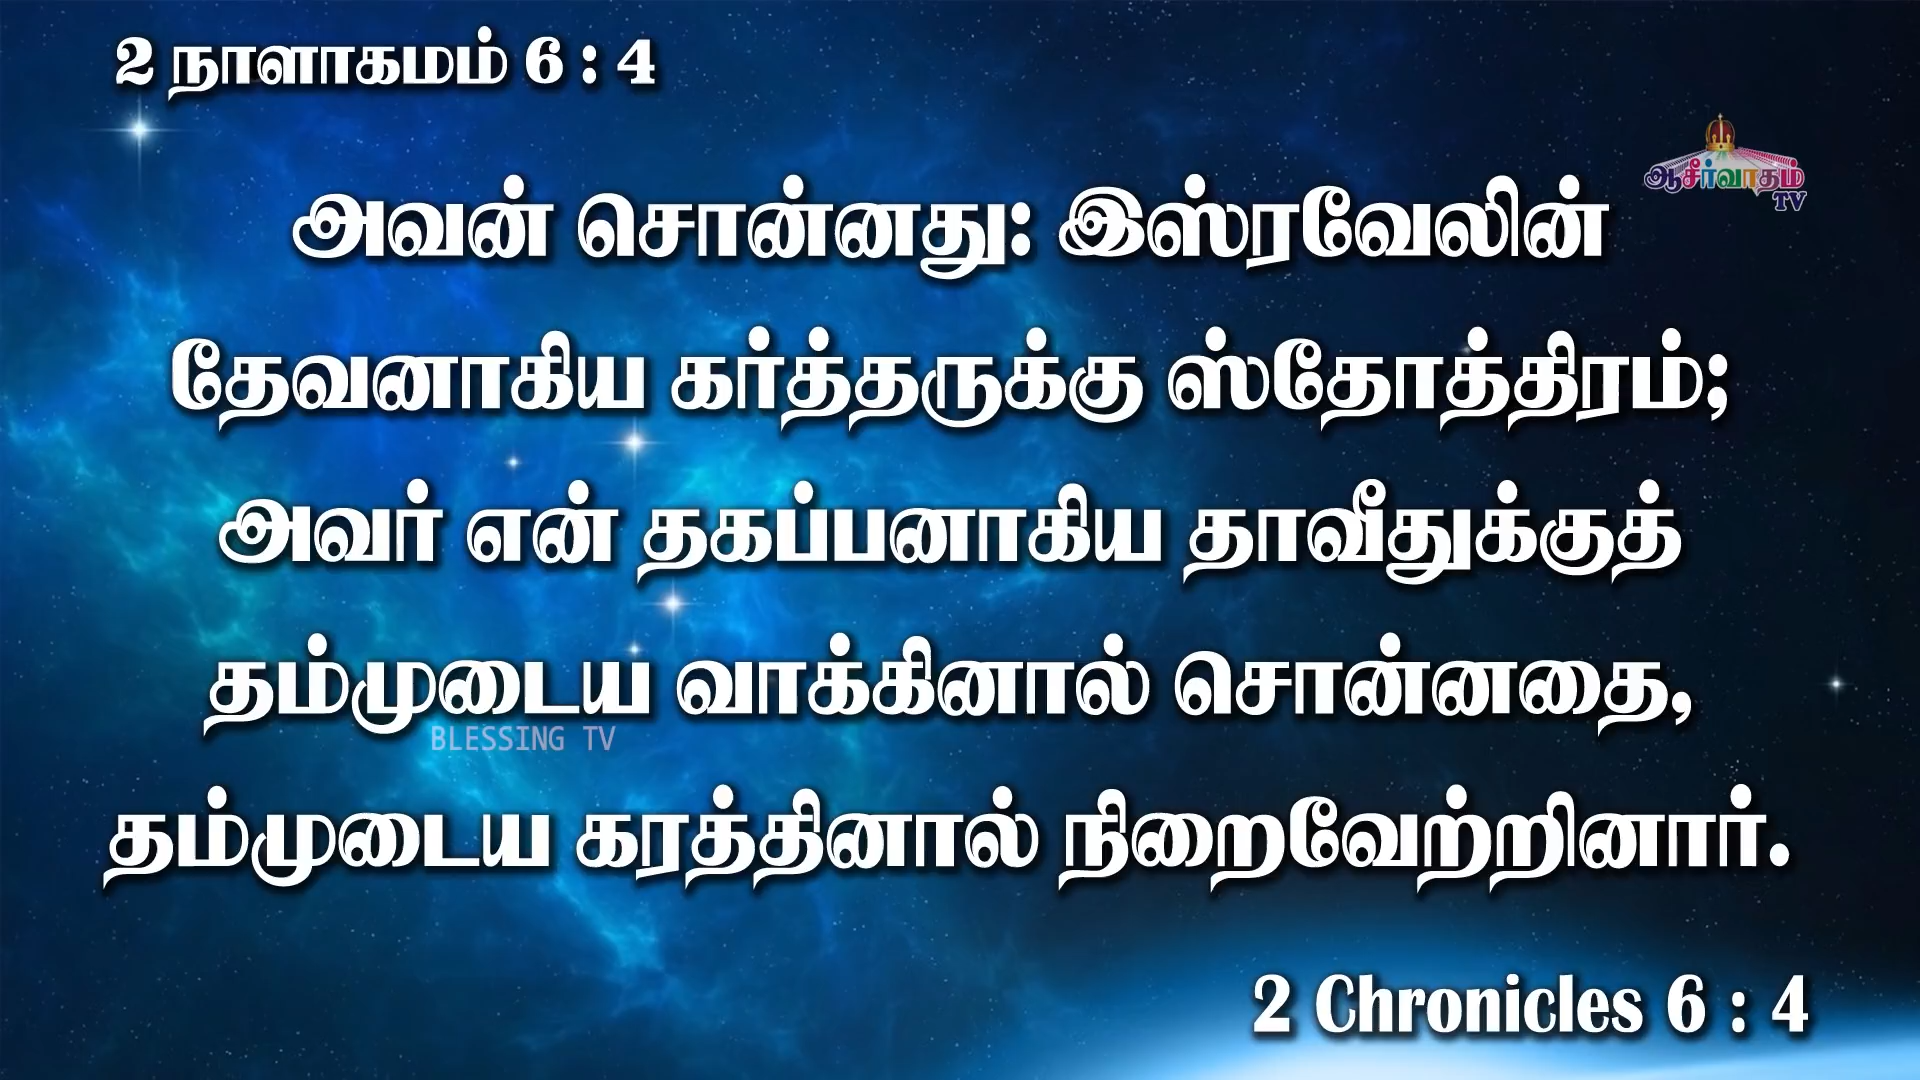 2 நாளாகமம் 6 : 4
ஆசீர்வாதம்
TV
அவன் சொன்னது: இஸ்ரவேலின்
தேவனாகிய கர்த்தருக்கு ஸ்தோத்திரம்;
அவர் என் தகப்பனாகிய தாவீதுக்குத்
தம்முடைய வாக்கினால் சொன்னதை,
BLESSING TV
தம்முடைய கரத்தினால் நிறைவேற்றினார்.
2 Chronicles 6 : 4